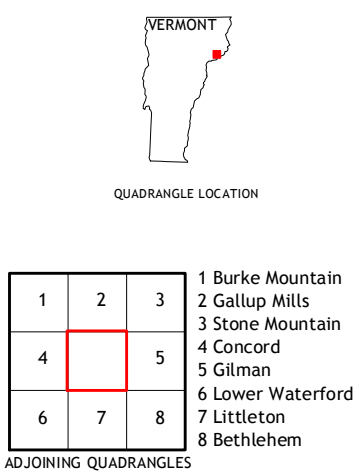 VERMONT
QUADRANGLE LOCATION
1 2 3
4 5
6 7 8
1 Burke Mountain
2 Gallup Mills
3 Stone Mountain
4 Concord
5 Gilman
6 Lower Waterford
7 Littleton
8 Bethlehem
ADJOINING QUADRANGLES